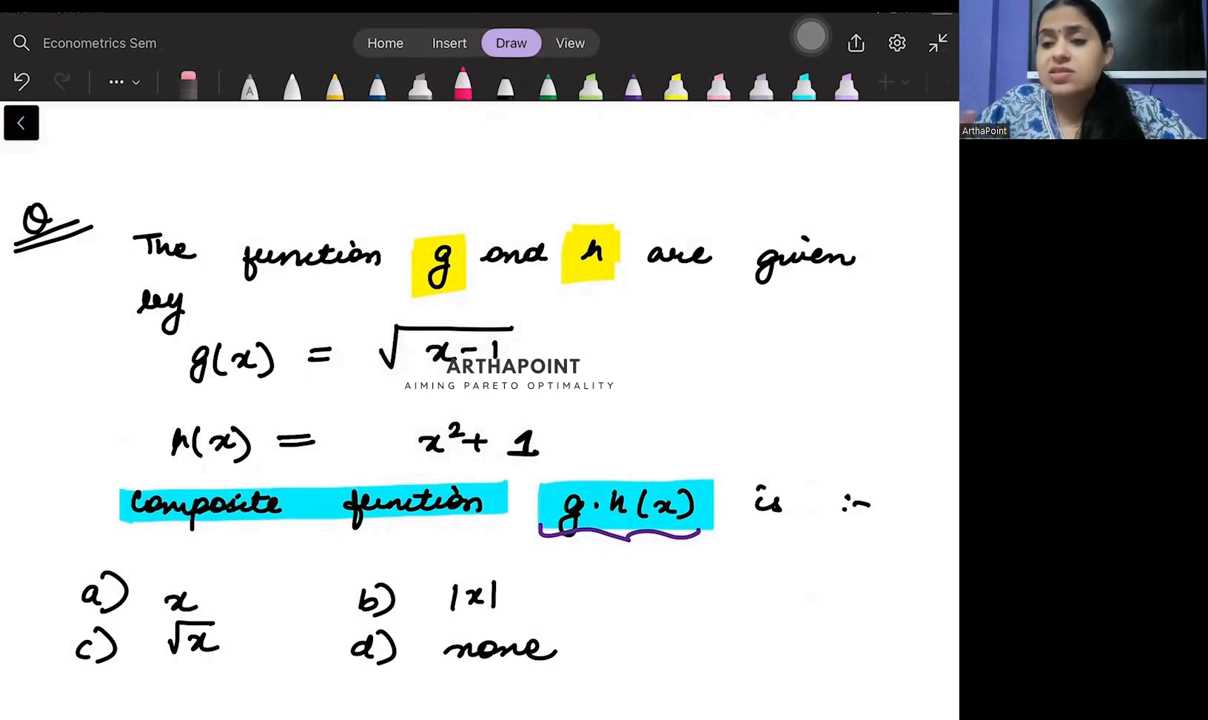 Econometrics Sem
Home Insert Draw View
ArthaPoint
Q
The function g and h are given
by
g(x) = √x-1
ARTHAPOINT
AIMING PARETO OPTIMALITY
h(x) = x²+ 1
composite function g.h(x) is :-
a) x b) |x|
c) √x d) none